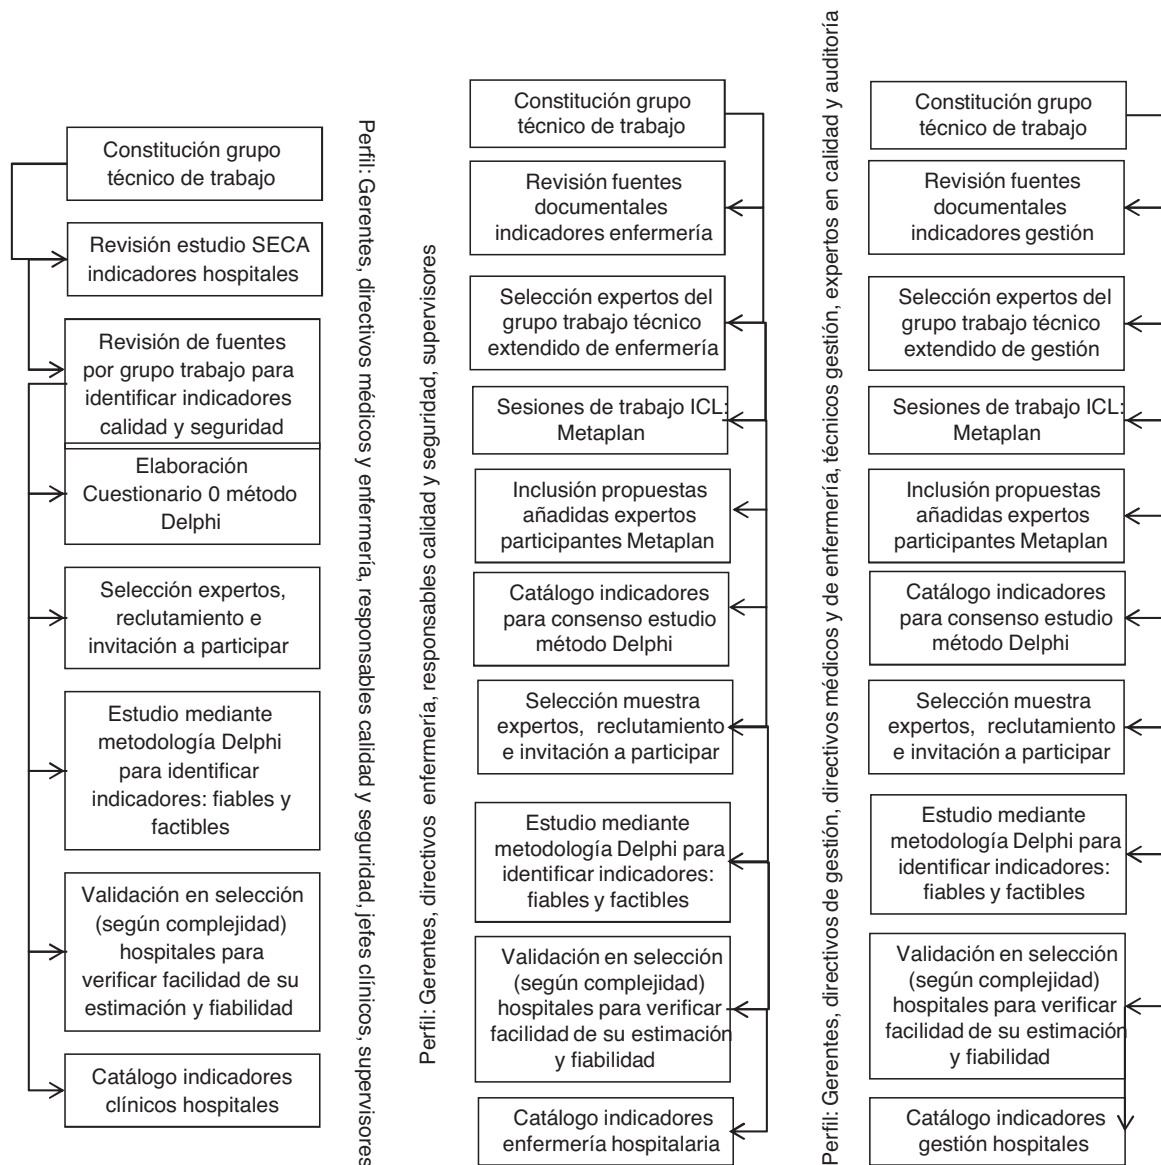 Constitución grupo
técnico de trabajo
Revisión estudio SECA
indicadores hospitales
Revisión de fuentes
por grupo trabajo para
identificar indicadores
calidad y seguridad
Elaboración
Cuestionario 0 método
Delphi
Selección expertos,
reclutamiento e
invitación a participar
Estudio mediante
metodología Delphi
para identificar
indicadores: fiables y
factibles
Validación en selección
(según complejidad)
hospitales para
verificar facilidad de su
estimación y fiabilidad
Catálogo indicadores
clínicos hospitales
Perfil: Gerentes, directivos médicos y enfermería, responsables calidad y seguridad, jefes clínicos, supervisores
Perfil: Gerentes, directivos enfermería, responsables calidad y seguridad, supervisores
Constitución grupo
técnico de trabajo
Revisión fuentes
documentales
indicadores enfermería
Selección expertos del
grupo trabajo técnico
extendido de enfermería
Sesiones de trabajo ICL:
Metaplan
Inclusión propuestas
añadidas expertos
participantes Metaplan
Catálogo indicadores
para consenso estudio
método Delphi
Selección muestra
expertos, reclutamiento
e invitación a participar
Estudio mediante
metodología Delphi para
identificar indicadores:
fiables y factibles
Validación en selección
(según complejidad)
hospitales para verificar
facilidad de su estimación
y fiabilidad
Catálogo indicadores
enfermería hospitalaria
Perfil: Gerentes, directivos de gestión, directivos médicos y de enfermería, técnicos gestión, expertos en calidad y auditoría
Constitución grupo
técnico de trabajo
Revisión fuentes
documentales
indicadores gestión
Selección expertos del
grupo trabajo técnico
extendido de gestión
Sesiones de trabajo ICL:
Metaplan
Inclusión propuestas
añadidas expertos
participantes Metaplan
Catálogo indicadores
para consenso estudio
método Delphi
Selección muestra
expertos, reclutamiento
e invitación a participar
Estudio mediante
metodología Delphi para
identificar indicadores:
fiables y factibles
Validación en selección
(según complejidad)
hospitales para verificar
facilidad de su estimación
y fiabilidad
Catálogo indicadores
gestión hospitales